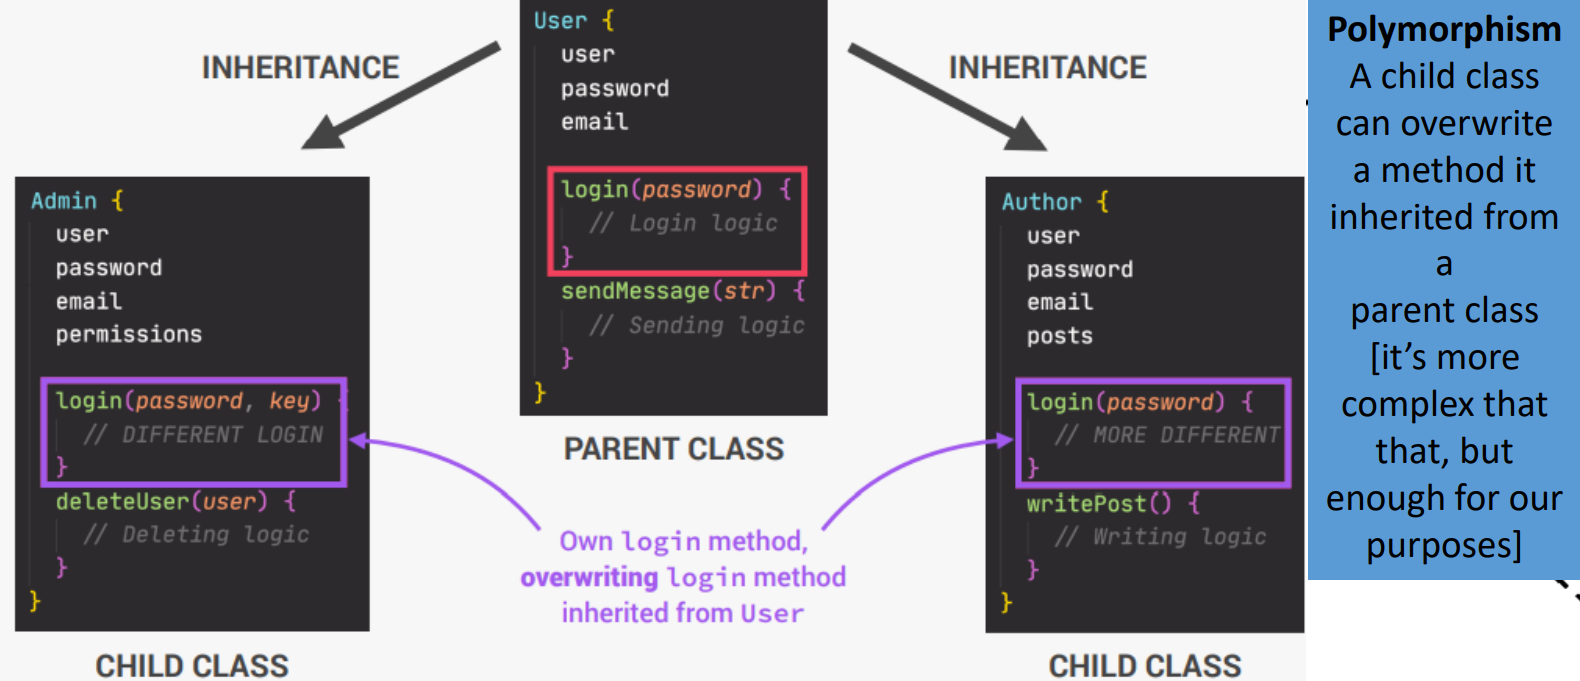 User {
user
password
email
login(password) {
// Login logic
}
sendMessage(str) {
// Sending logic
}
}
PARENT CLASS
INHERITANCE
INHERITANCE
Admin {
user
password
email
permissions
login(password, key) {
// DIFFERENT LOGIN
}
deleteUser(user) {
// Deleting logic
}
}
CHILD CLASS
Own login method,
overwriting login method
inherited from User
Author {
user
password
email
posts
login(password) {
// MORE DIFFERENT
}
writePost() {
// Writing logic
}
}
CHILD CLASS
Polymorphism
A child class
can overwrite
a method it
inherited from
a
parent class
[it’s more
complex that
that, but
enough for our
purposes]